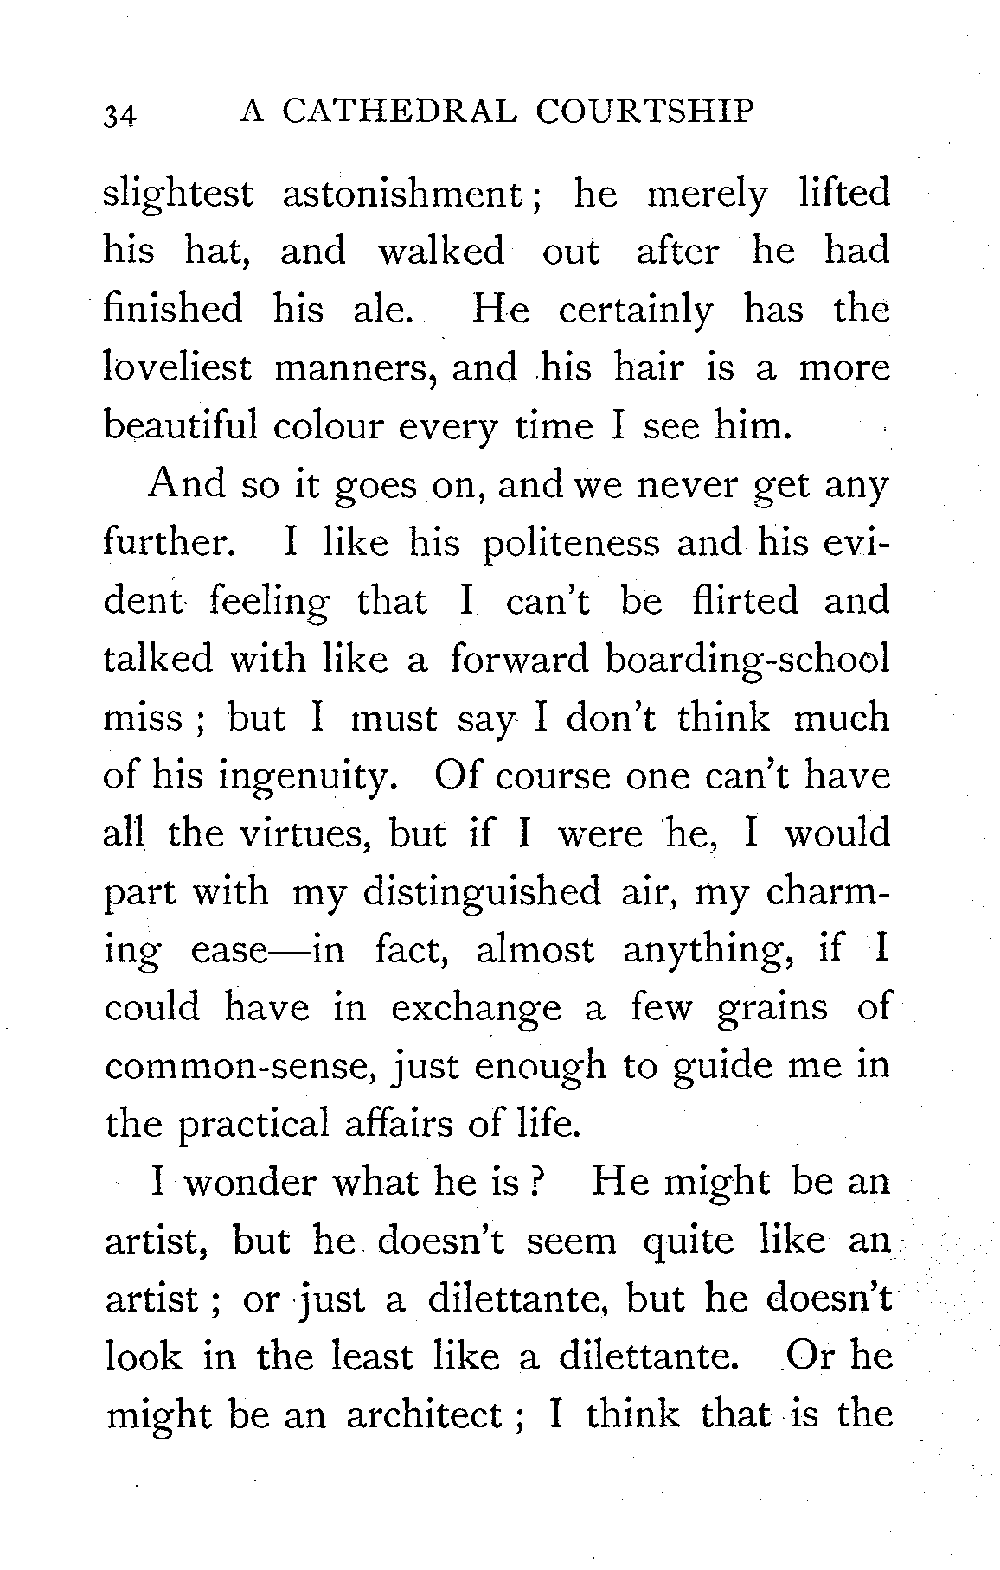 34 A CATHEDRAL COURTSHIP
slightest astonishment ; he merely lifted
his hat, and walked out after he had
finished his ale. He certainly has the
loveliest manners, and his hair is a more
beautiful colour every time I see him.
And so it goes on, and we never get any
further. I like his politeness and his evi-
dent feeling that I can't be flirted and
talked with like a forward boarding-school
miss ; but I must say I don't think much
of his ingenuity. Of course one can't have
all the virtues, but if I were he, I would
part with my distinguished air, my charm-
ing ease—in fact, almost anything, if I
could have in exchange a few grains of
common-sense, just enough to guide me in
the practical affairs of life.
I wonder what he is ? He might be an
artist, but he doesn't seem quite like an
artist ; or just a dilettante, but he doesn't
look in the least like a dilettante. Or he
might be an architect ; I think that is the